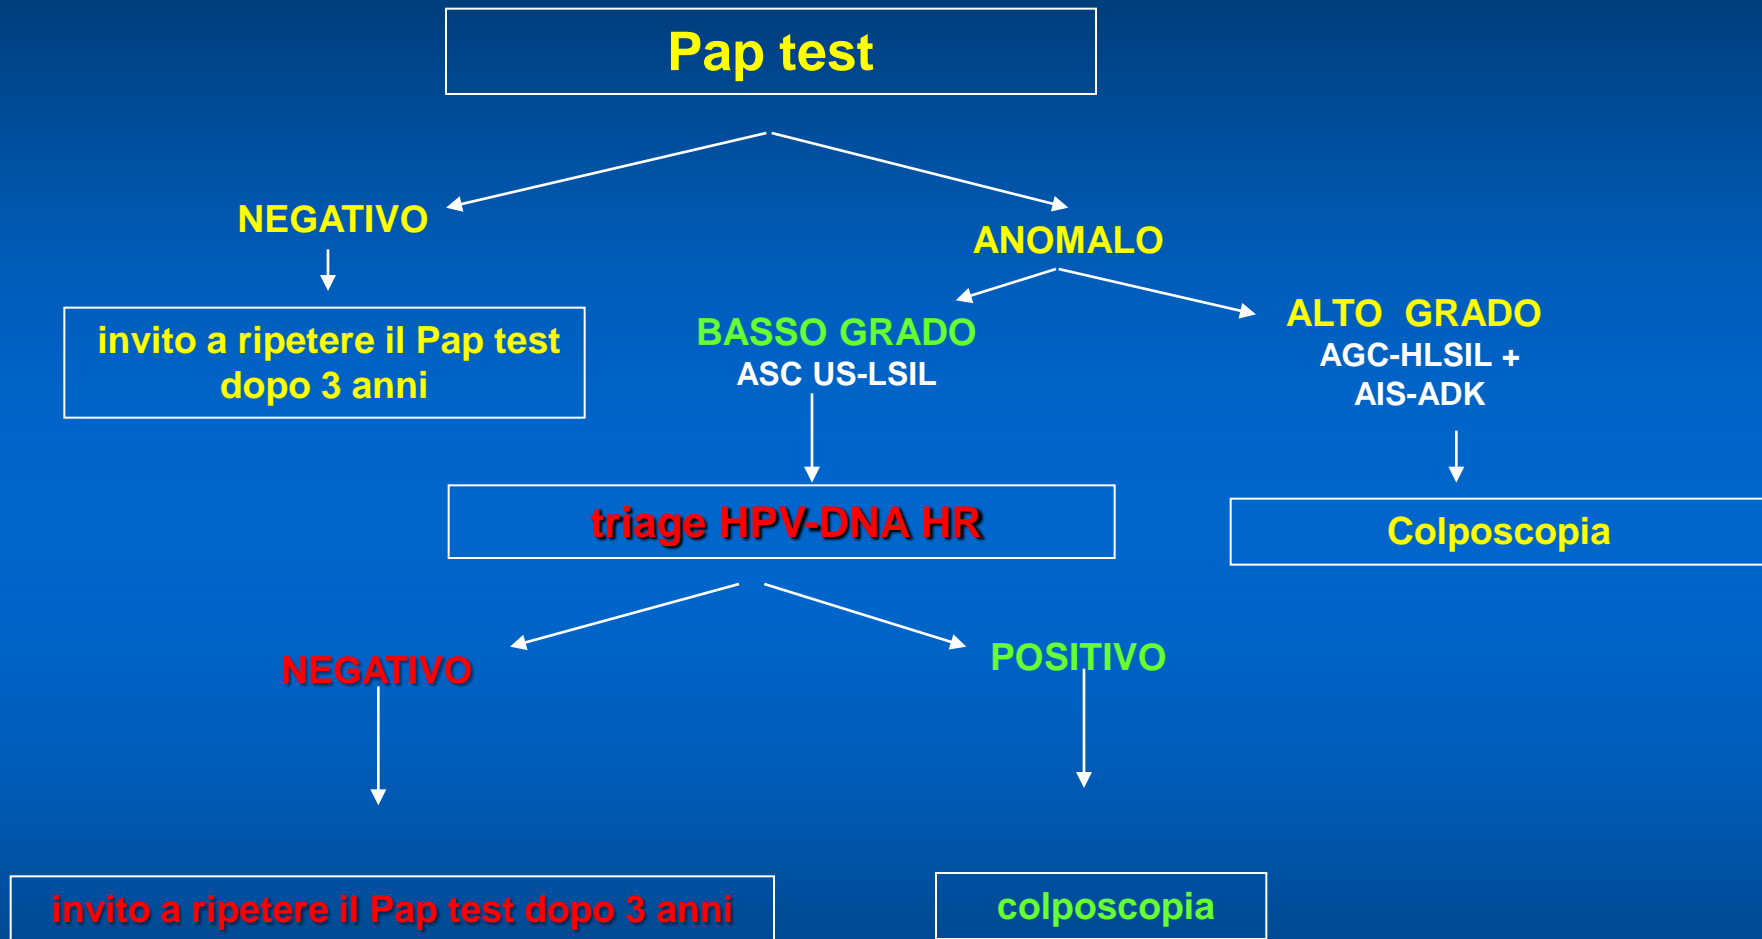 Pap test
NEGATIVO
ANOMALO
invito a ripetere il Pap test
dopo 3 anni
BASSO GRADO
ASC US-LSIL
ALTO GRADO
AGC-HLSIL +
AIS-ADK
triage HPV-DNA HR
Colposcopia
NEGATIVO
POSITIVO
invito a ripetere il Pap test dopo 3 anni
colposcopia